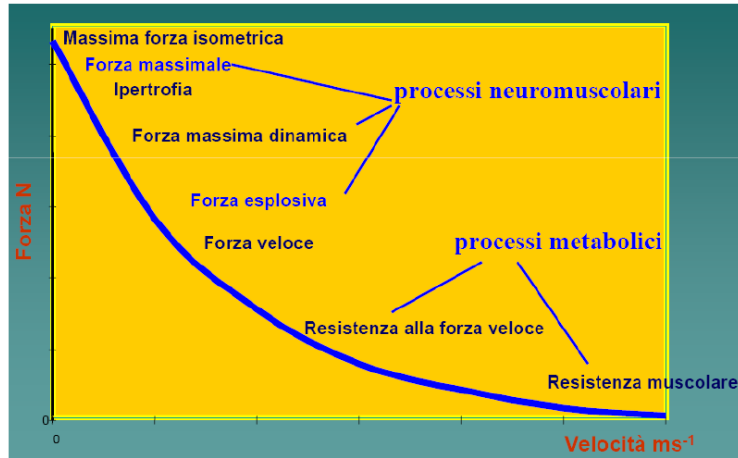 Massima forza isometrica
Forza massimale
Ipertrofia
processi neuromuscolari
Forza massima dinamica
Forza esplosiva
Forza veloce
processi metabolici
Resistenza alla forza veloce
Resistenza muscolare
Forza N
0
0
Velocità ms⁻¹